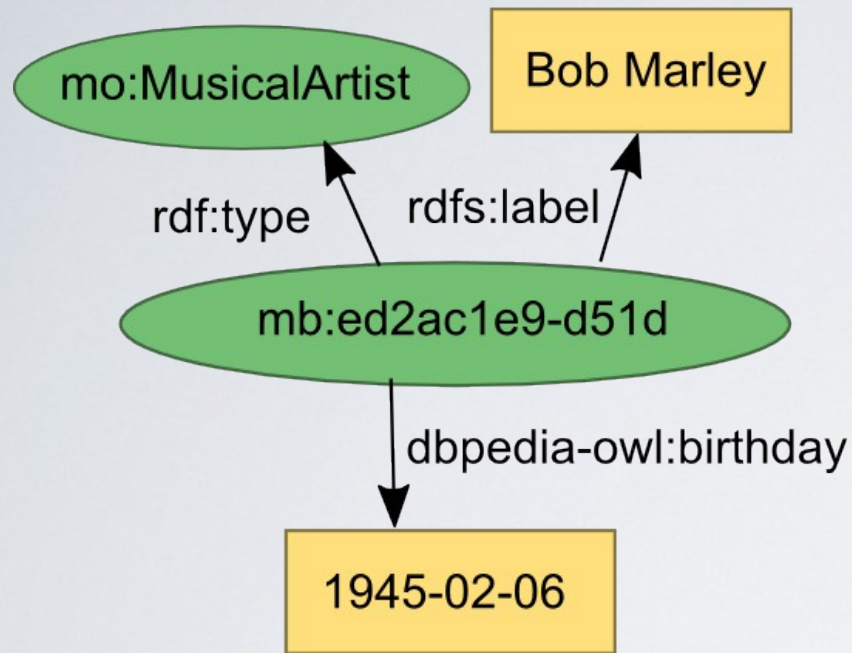 mo:MusicalArtist
Bob Marley
rdf:type
rdfs:label
mb:ed2ac1e9-d51d
dbpedia-owl:birthday
1945-02-06